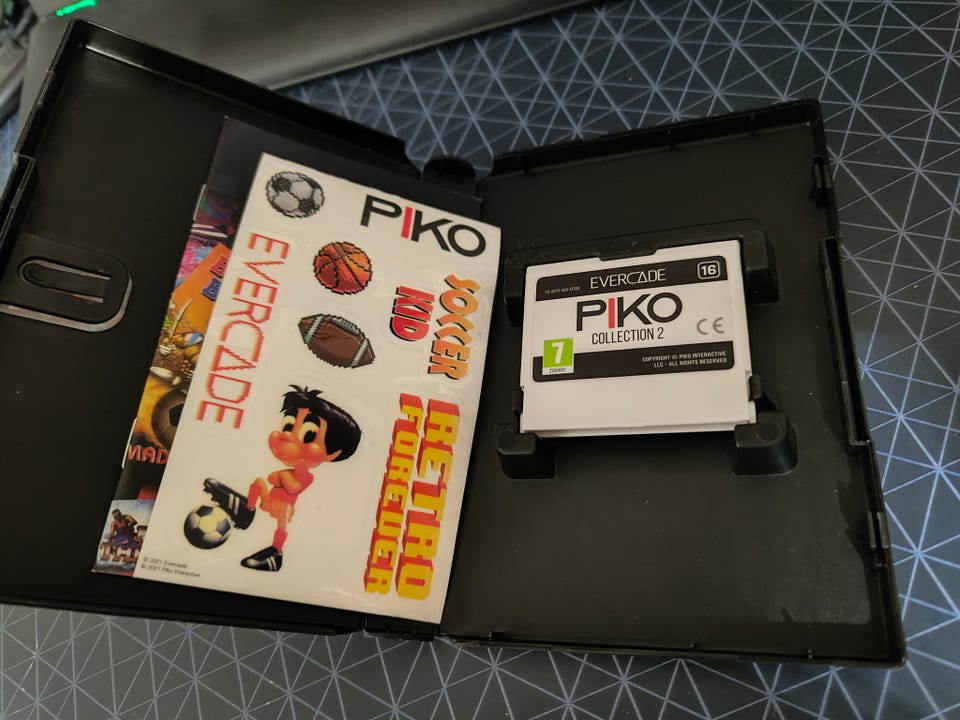 PIKO
EVERCADE
SOCCER
KID
RETRO
FOREVER
© 2021 Evercade
© 2021 Piko Interactive
MAD
EVERCADE
16
PIKO
COLLECTION 2
CE
7
COPYRIGHT © PIKO INTERACTIVE
LLC - ALL RIGHTS RESERVED